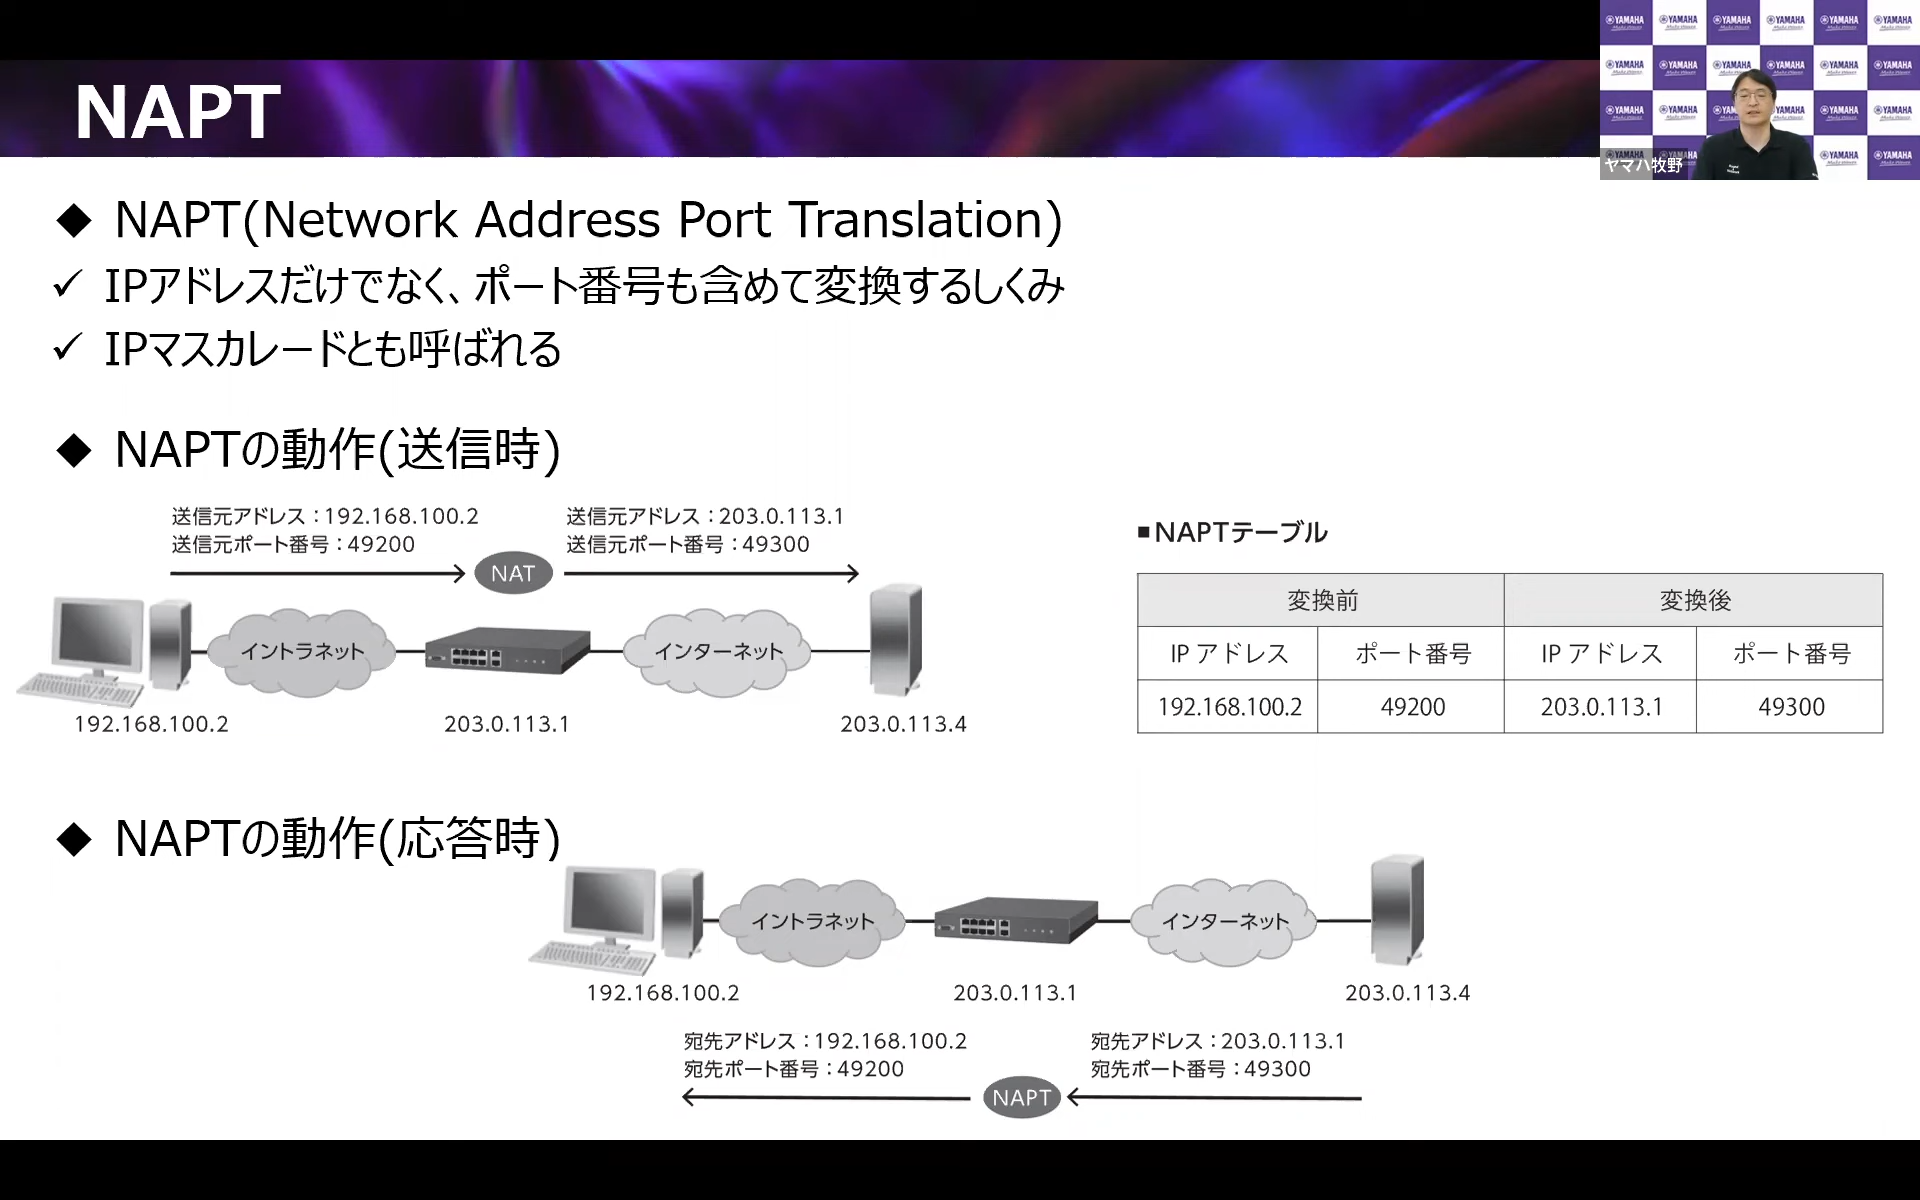 NAPT
ヤマハ牧野
◆ NAPT(Network Address Port Translation)
✓ IPアドレスだけでなく、ポート番号も含めて変換するしくみ
✓ IPマスカレードとも呼ばれる
◆ NAPTの動作(送信時)
送信元アドレス：192.168.100.2
送信元ポート番号：49200
NAT
送信元アドレス：203.0.113.1
送信元ポート番号：49300
イントラネット
インターネット
192.168.100.2
203.0.113.1
203.0.113.4
■NAPTテーブル
変換前 変換後
IP アドレス ポート番号 IP アドレス ポート番号
192.168.100.2 49200 203.0.113.1 49300
◆ NAPTの動作(応答時)
イントラネット
インターネット
192.168.100.2
203.0.113.1
203.0.113.4
宛先アドレス：192.168.100.2
宛先ポート番号：49200
NAPT
宛先アドレス：203.0.113.1
宛先ポート番号：49300
YAMAHA